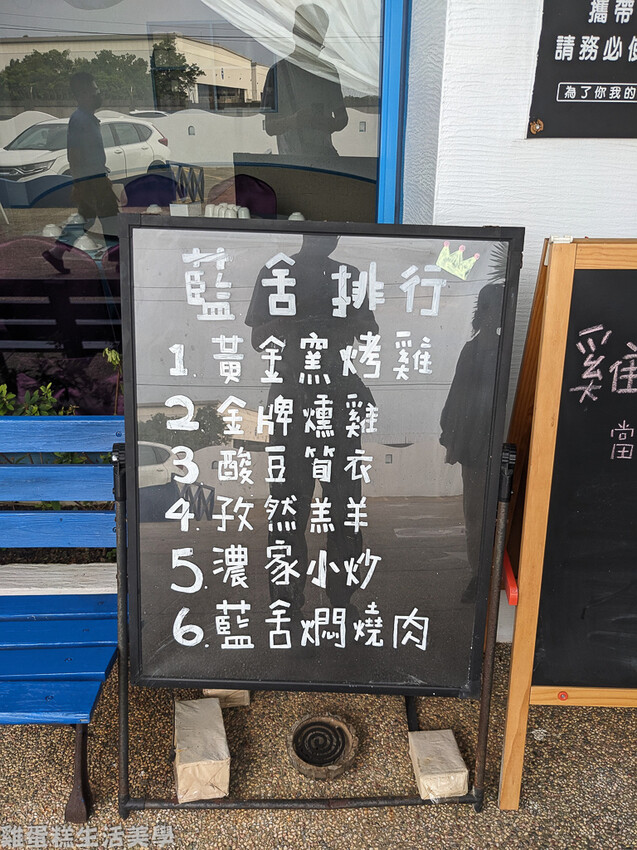 攜帶
請務必使
為了你我的
藍舍排行
1.黃金窯烤雞
2.金牌燻雞
3.酸豆筍衣
4.孜然羔羊
5.濃家小炒
6.藍舍燜燒肉
雞
當
雞蛋糕生活美學